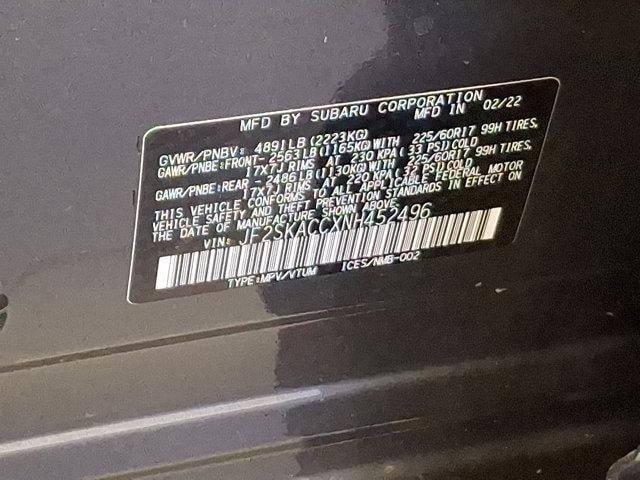 MFD BY SUBARU CORPORATION
MFD IN 02/22
GVWR/PNBV: 4891LB (2223KG)
GAWR/PNBE:FRONT- 2563LB(1165KG)WITH 225/60R17 99H TIRES,
17X7J RIMS AT 230 KPA (33 PSI)COLD
GAWR/PNBE:REAR - 2486LB(1130KG)WITH 225/60R17 99H TIRES,
17X7J RIMS AT 220 KPA (32 PSI)COLD
THIS VEHICLE CONFORMS TO ALL APPLICABLE FEDERAL MOTOR
VEHICLE SAFETY AND THEFT PREVENTION STANDARDS IN EFFECT ON
THE DATE OF MANUFACTURE SHOWN ABOVE.
VIN: JF2SKACCXNH452496
TYPE:MPV/VTUM ICES/NMB-002